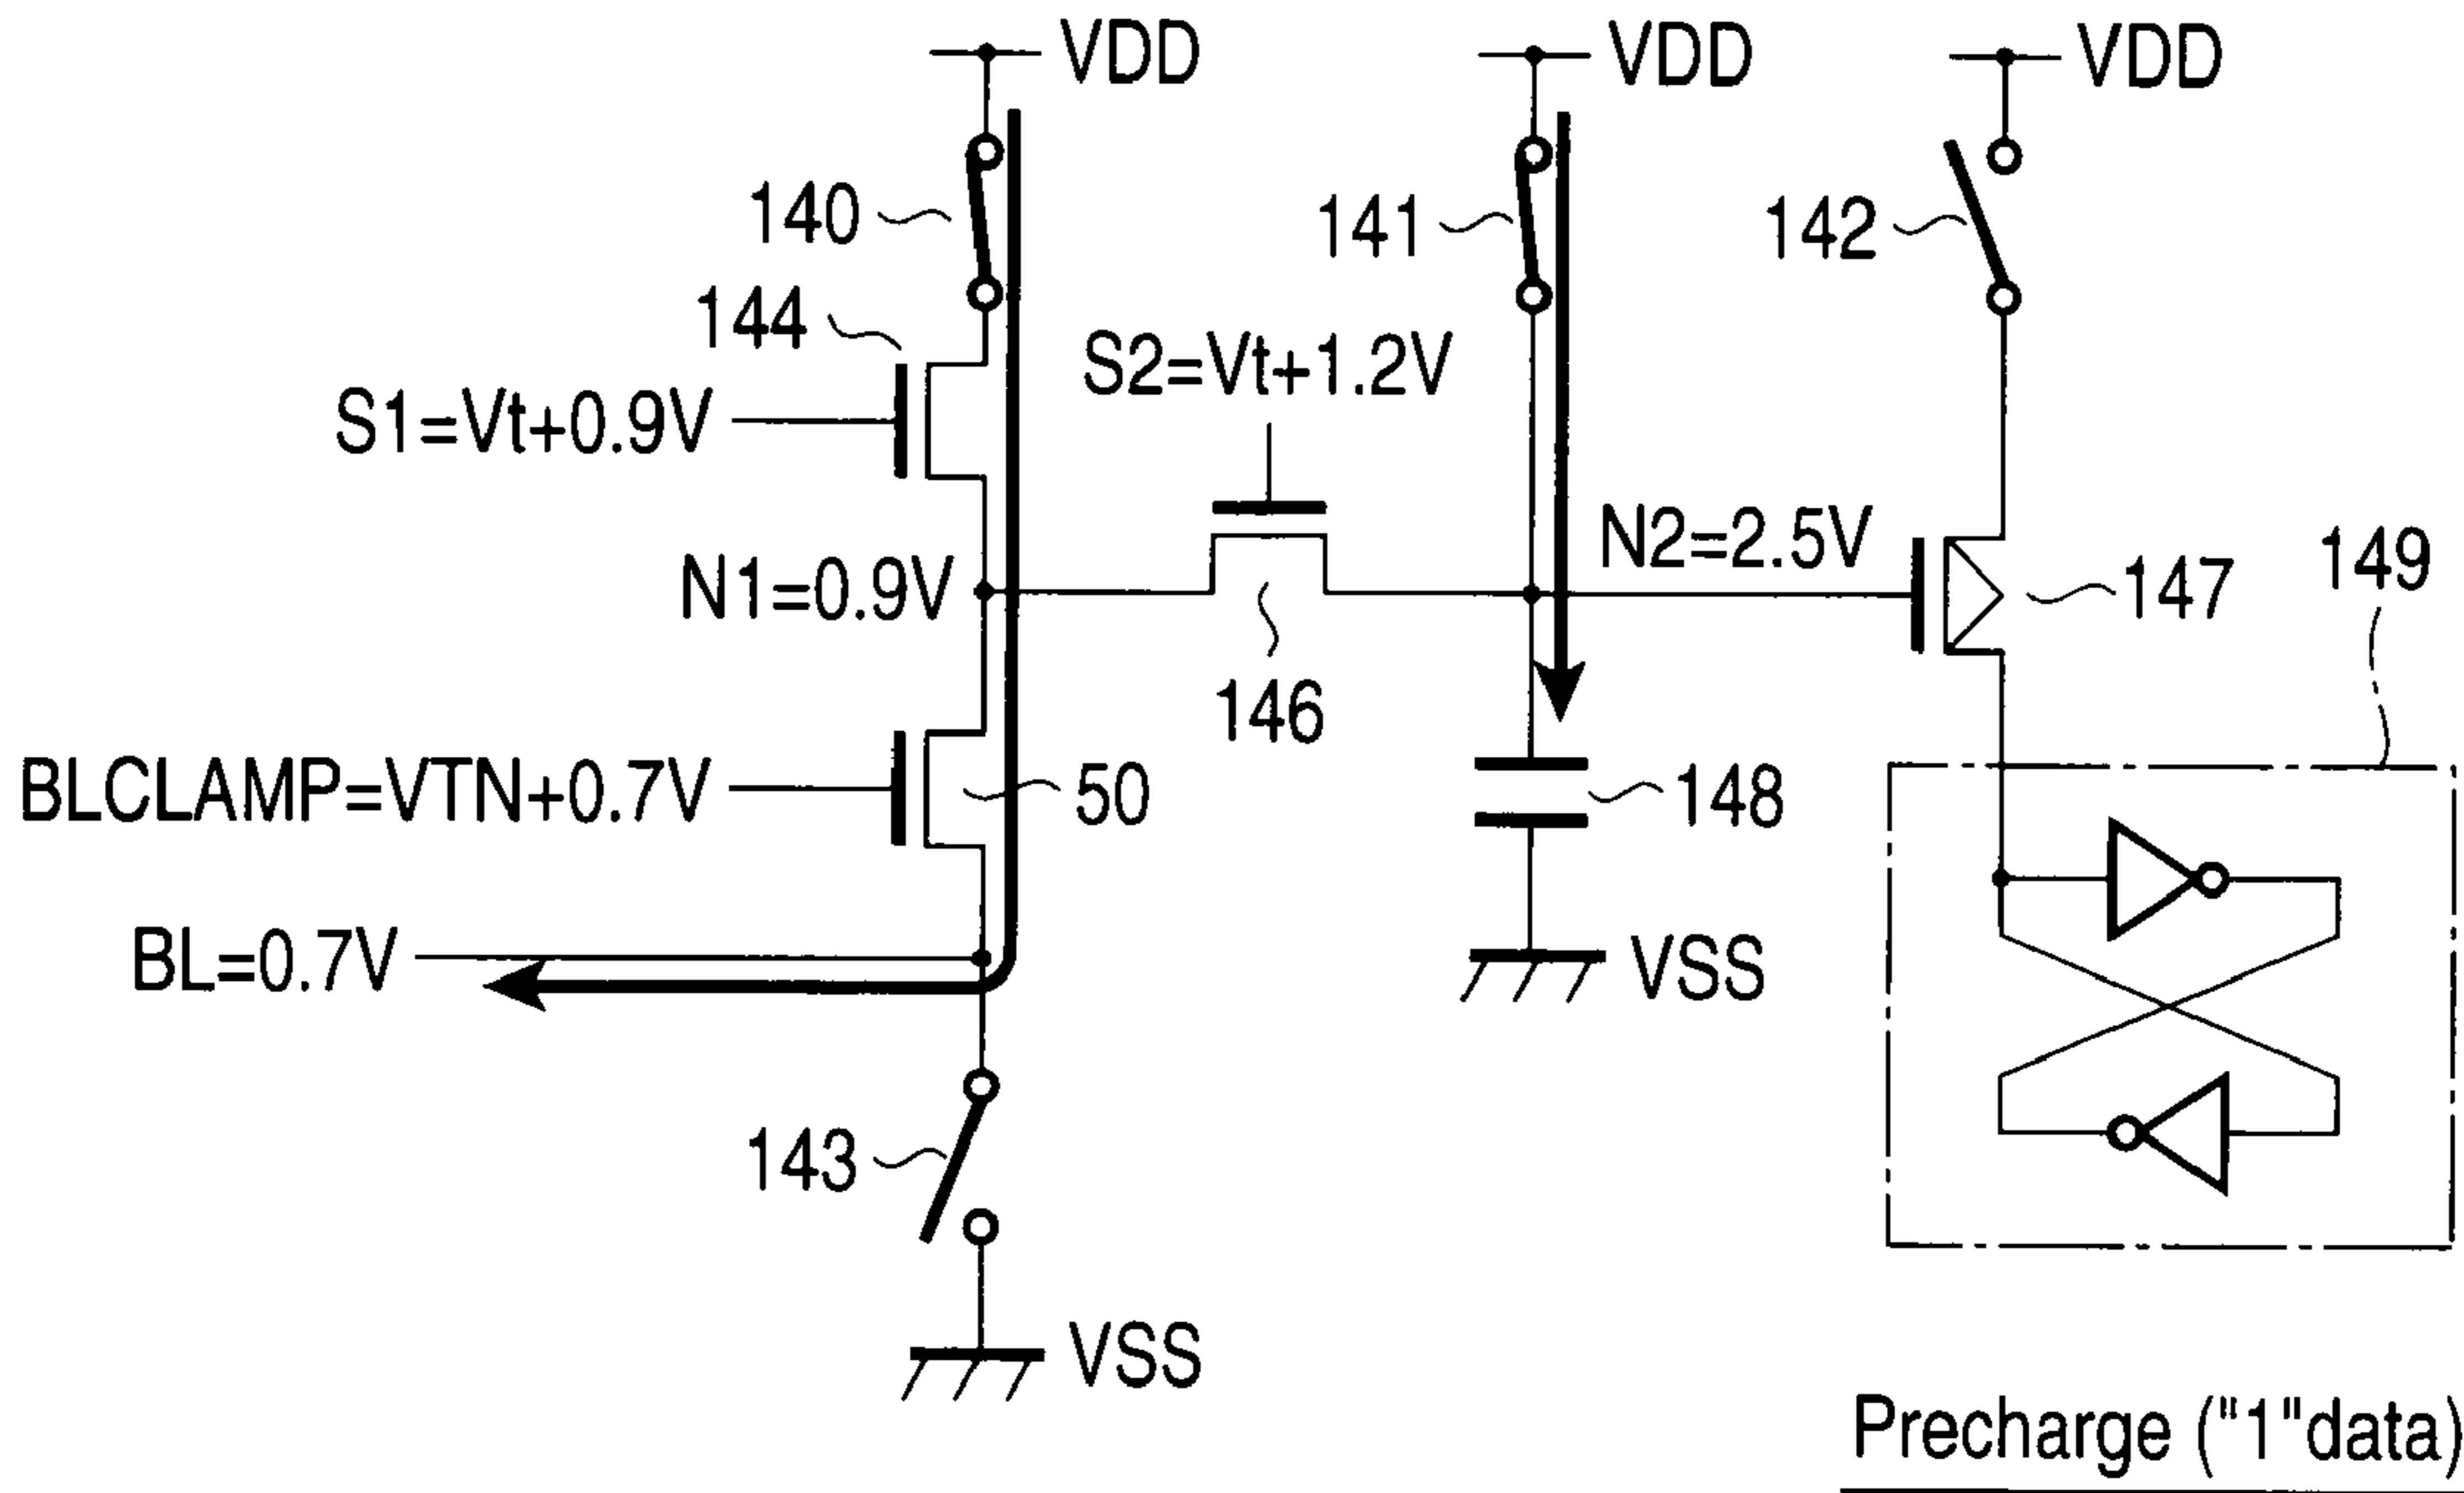 VDD
VDD
VDD
140
141
142
144
S1=Vt+0.9V
S2=Vt+1.2V
N1=0.9V
N2=2.5V
147
149
146
BLCLAMP=VTN+0.7V
50
148
BL=0.7V
VSS
143
VSS
Precharge ("1"data)